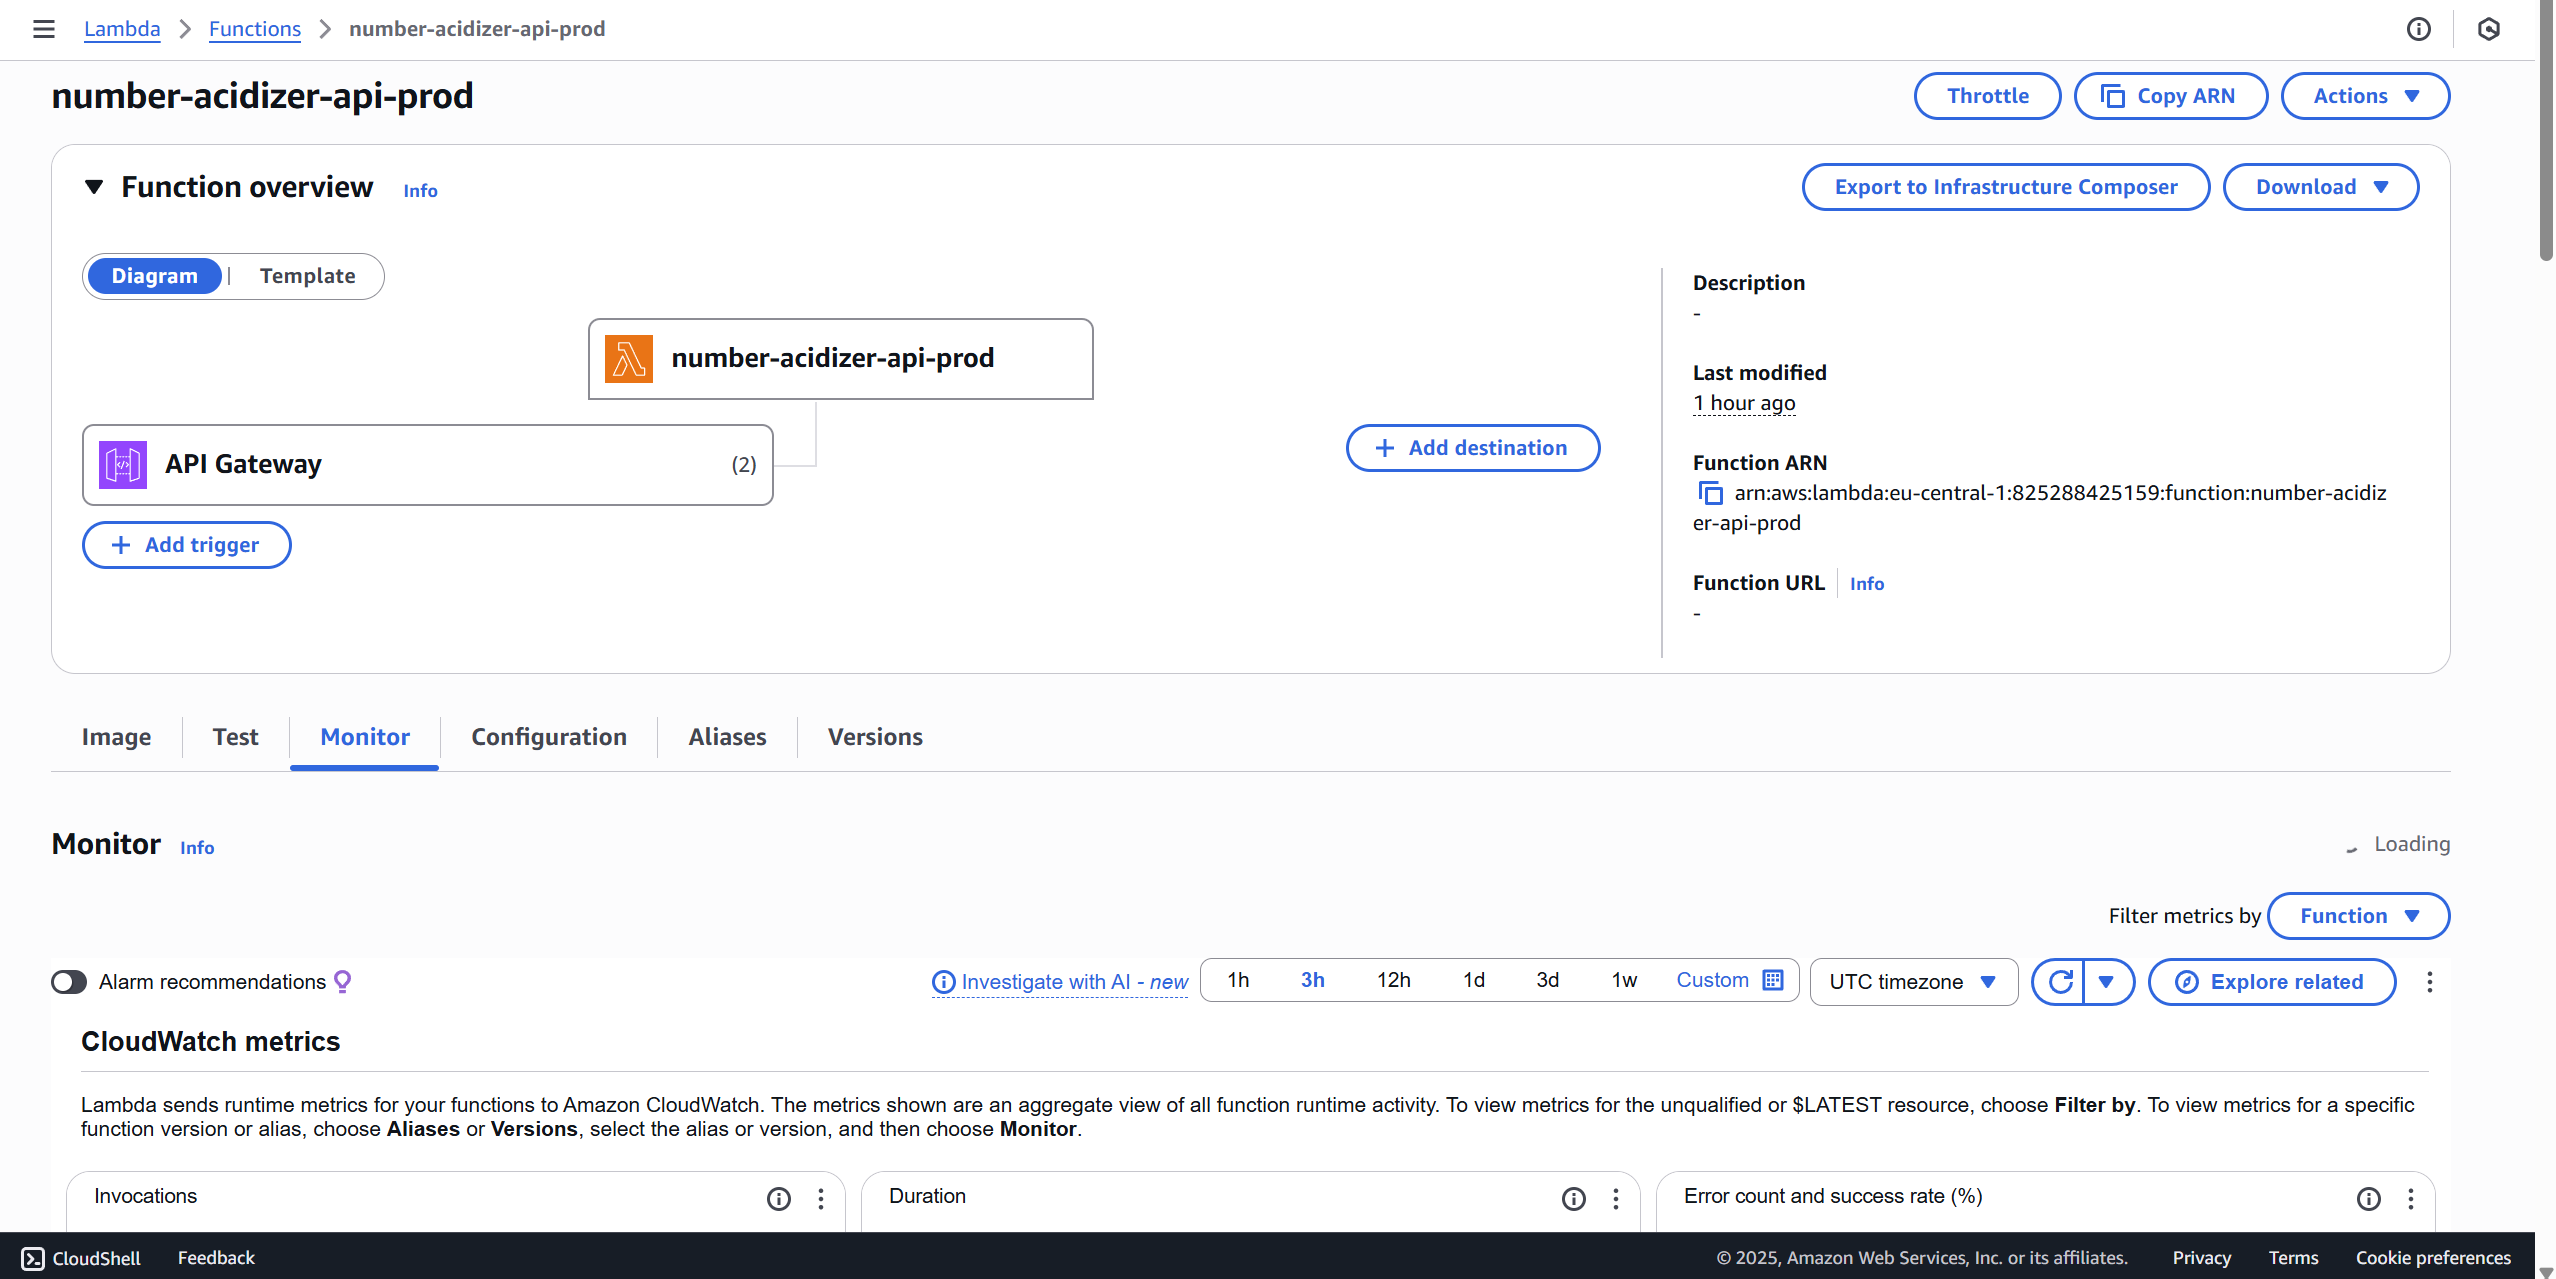 Lambda > Functions > number-acidizer-api-prod
number-acidizer-api-prod
Throttle
Copy ARN
Actions
Function overview Info
Export to Infrastructure Composer
Download
Diagram | Template
number-acidizer-api-prod
API Gateway (2)
+ Add trigger
+ Add destination
Description
-
Last modified
1 hour ago
Function ARN
arn:aws:lambda:eu-central-1:825288425159:function:number-acidiz
er-api-prod
Function URL Info
-
Image
Test
Monitor
Configuration
Aliases
Versions
Monitor Info
Loading
Filter metrics by Function
Alarm recommendations
Investigate with AI - new
1h 3h 12h 1d 3d 1w Custom
UTC timezone
Explore related
CloudWatch metrics
Lambda sends runtime metrics for your functions to Amazon CloudWatch. The metrics shown are an aggregate view of all function runtime activity. To view metrics for the unqualified or $LATEST resource, choose Filter by. To view metrics for a specific
function version or alias, choose Aliases or Versions, select the alias or version, and then choose Monitor.
Invocations
Duration
Error count and success rate (%)
CloudShell Feedback
© 2025, Amazon Web Services, Inc. or its affiliates. Privacy Terms Cookie preferences